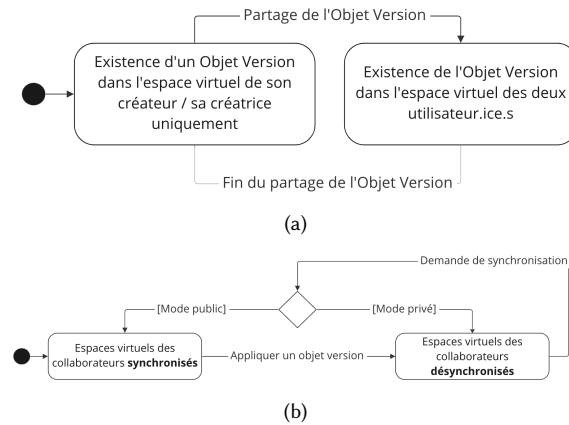 Partage de l'Objet Version
Existence d'un Objet Version
dans l'espace virtuel de son
créateur / sa créatrice
uniquement
Existence de l'Objet Version
dans l'espace virtuel des deux
utilisateur.ice.s
Fin du partage de l'Objet Version
(a)
Demande de synchronisation
[Mode public]
[Mode privé]
Espaces virtuels des
collaborateurs synchronisés
Appliquer un objet version
Espaces virtuels des
collaborateurs
désynchronisés
(b)